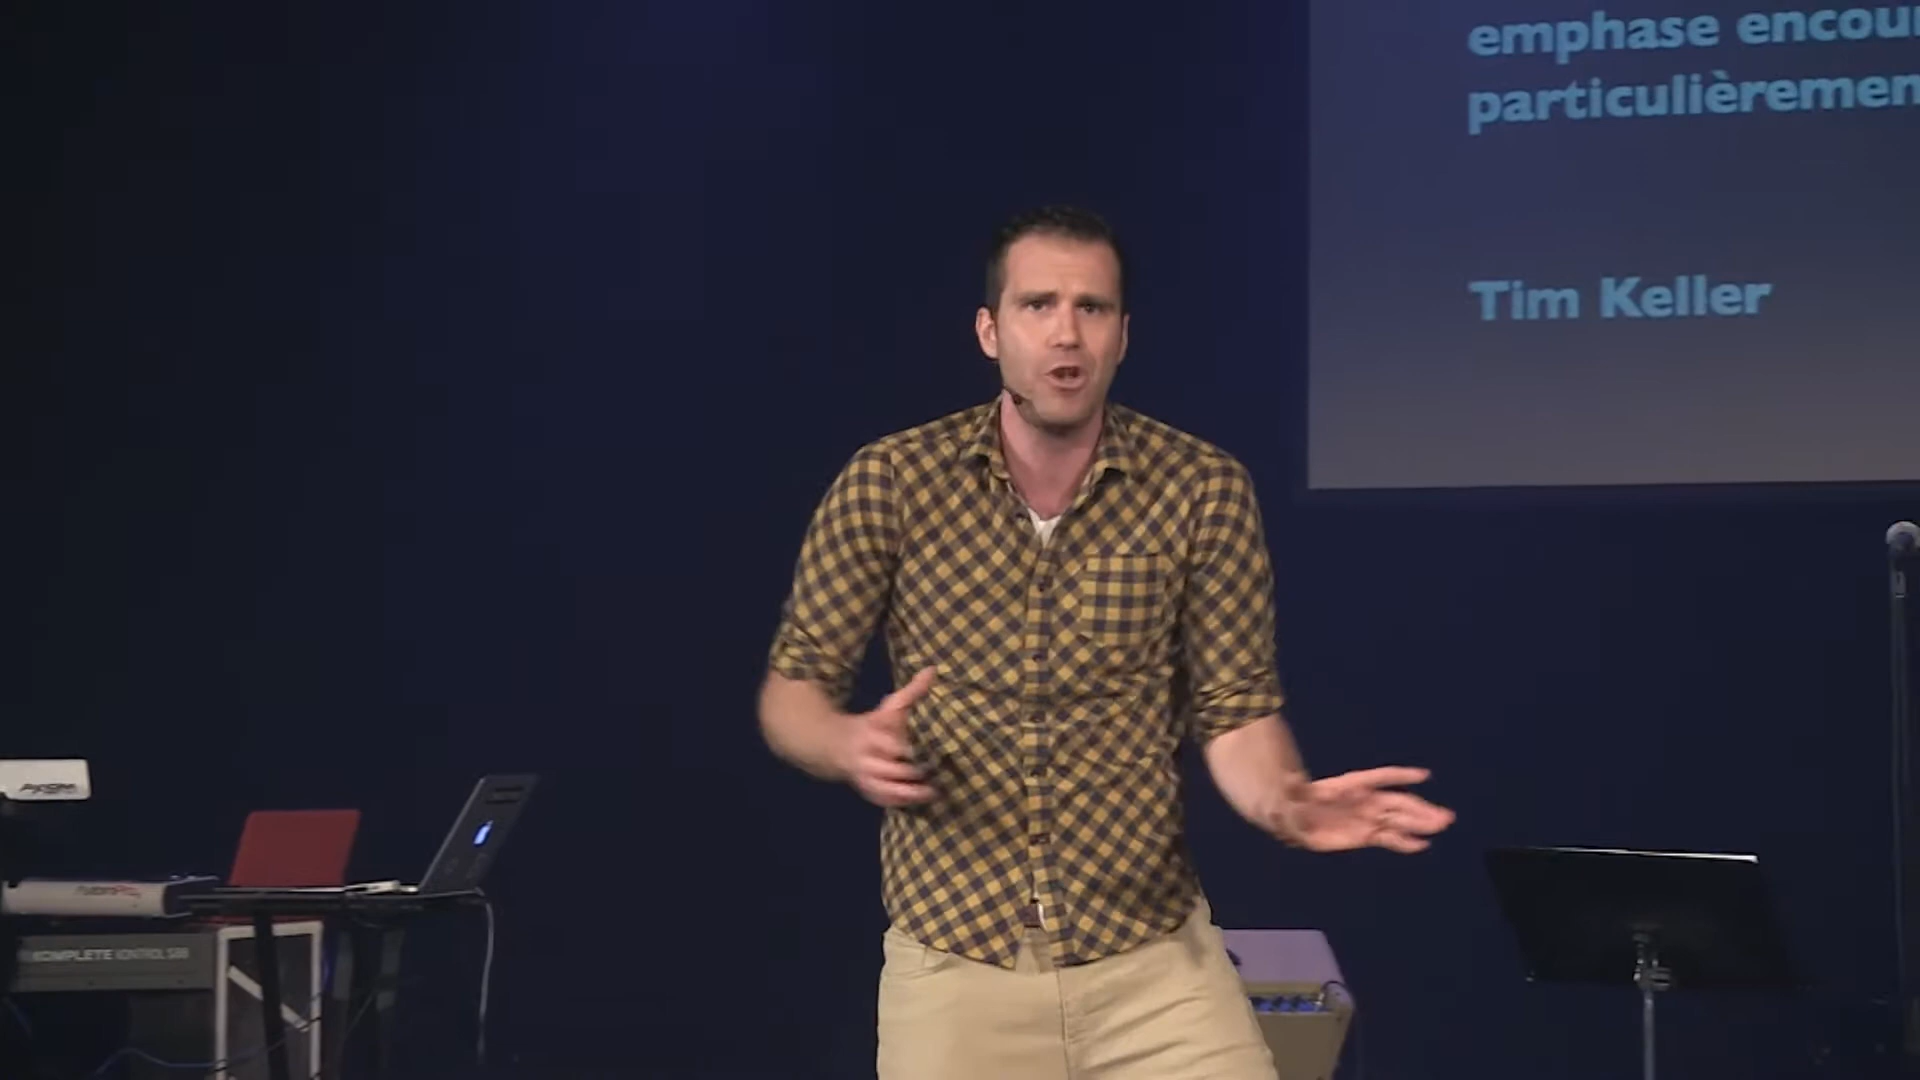 emphase encour
particulièremen
Tim Keller
KOMPLETE KONTROL S88